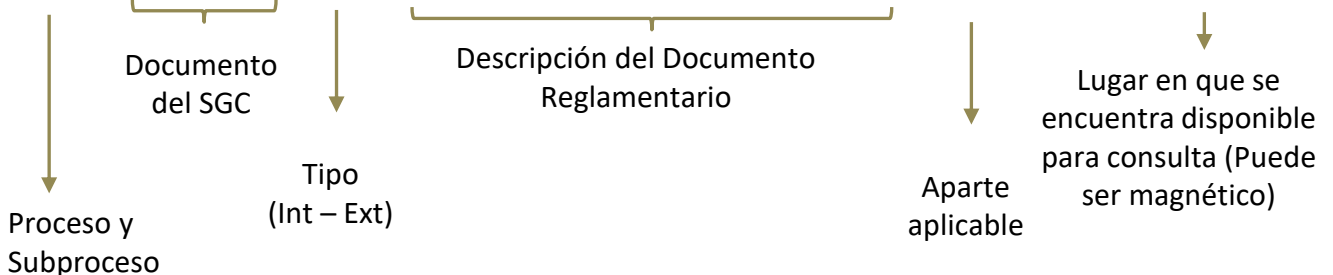 Proceso y
Subproceso
Documento
del SGC
Tipo
(Int – Ext)
Descripción del Documento
Reglamentario
Aparte
aplicable
Lugar en que se
encuentra disponible
para consulta (Puede
ser magnético)